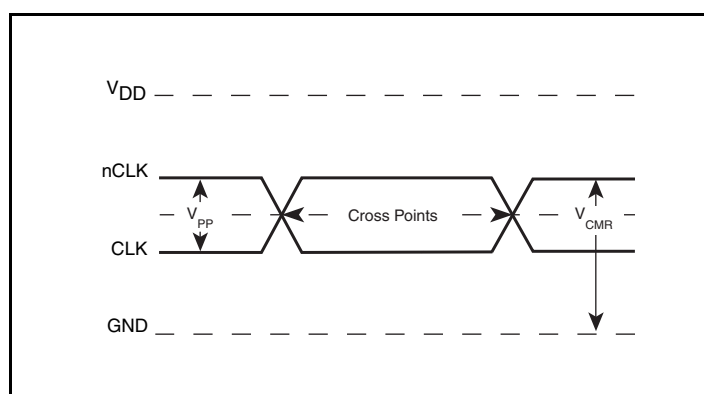 VDD
nCLK
VPP
Cross Points
VCMR
CLK
GND